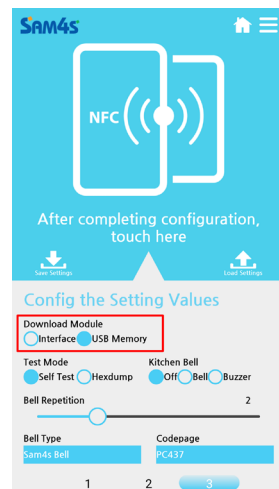 SAM4S
NFC
After completing configuration,
touch here
Save Settings
Load Settings
Config the Setting Values
Download Module
Interface USB Memory
Test Mode Kitchen Bell
Self Test Hexdump Off Bell Buzzer
Bell Repetition 2
Bell Type Codepage
Sam4s Bell PC437
1 2 3